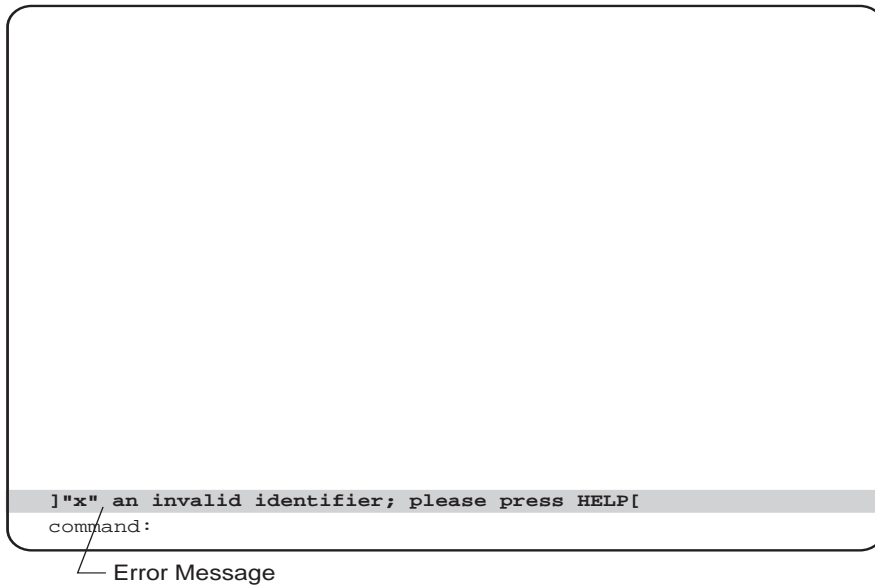 ]"x" an invalid identifier; please press HELP[
command:
Error Message